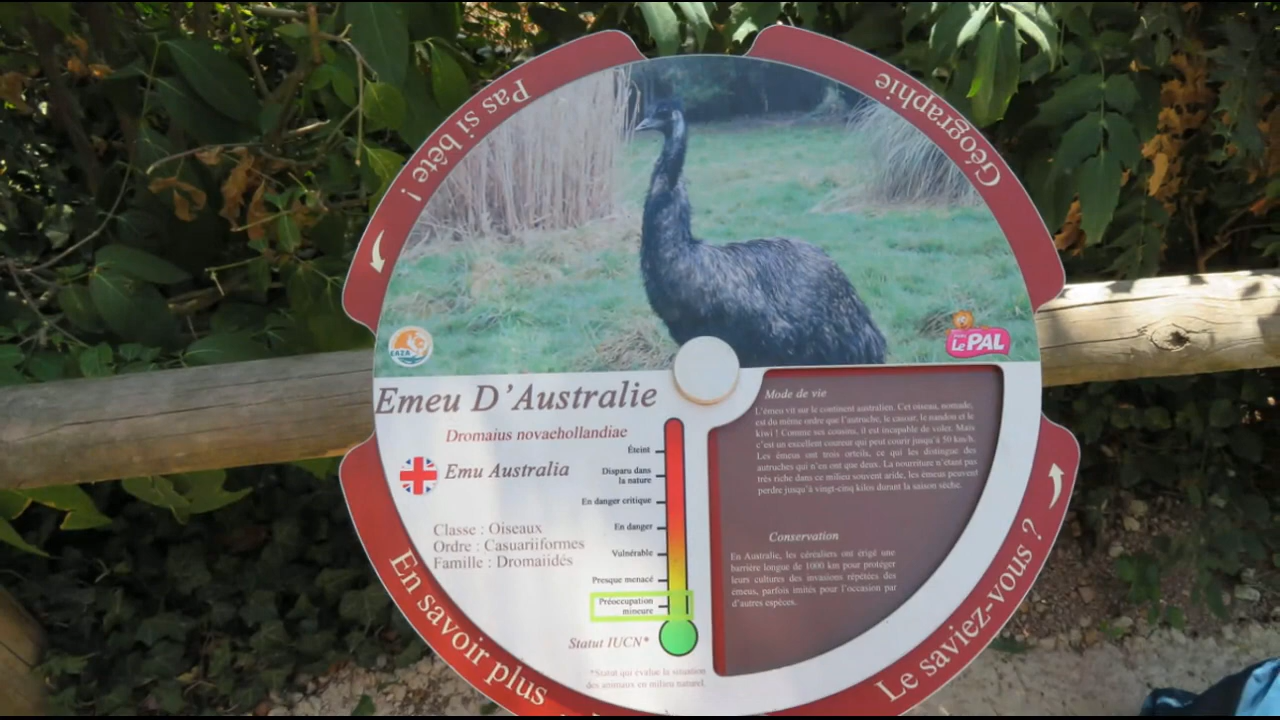 Pas si bête !
Géographie
EAZA
Le PAL
Emeu D'Australie
Dromaius novaehollandiae
Emu Australia
Classe : Oiseaux
Ordre : Casuariiformes
Famille : Dromaiidés
Éteint
Disparu dans
la nature
En danger critique
En danger
Vulnérable
Presque menacé
Préoccupation
mineure
Statut IUCN*
*Statut qui évalue la situation
des animaux en milieu naturel.
Mode de vie
L'émeu vit sur le continent australien. Cet oiseau, nomade,
est du même ordre que l'autruche, le casoar, le nandou et le
kiwi ! Comme ses cousins, il est incapable de voler. Mais
c'est un excellent coureur qui peut courir jusqu'à 50 km/h.
Les émeus ont trois orteils, ce qui les distingue des
autruches qui n'en ont que deux. La nourriture n'étant pas
très riche dans ce milieu souvent aride, les émeus peuvent
perdre jusqu'à vingt-cinq kilos durant la saison sèche.
Conservation
En Australie, les céréaliers ont érigé une
barrière longue de 1000 km pour protéger
leurs cultures des invasions répétées des
émeus, parfois imités pour l'occasion par
d'autres espèces.
En savoir plus
Le saviez-vous ?